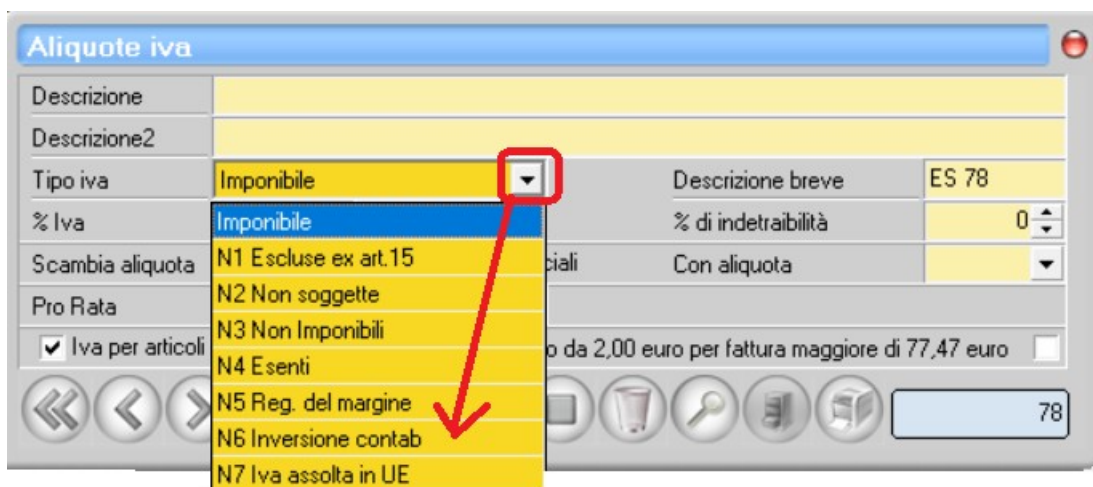 Aliquote iva
Descrizione
Descrizione2
Tipo iva Imponibile Descrizione breve ES 78
% Iva Imponibile % di indetraibilità 0
Scambia aliquota N1 Escluse ex art.15 ciali Con aliquota
N2 Non soggette
Pro Rata
N3 Non Imponibili
Iva per articoli o da 2,00 euro per fattura maggiore di 77,47 euro
N4 Esenti
N5 Reg. del margine
78
N6 Inversione contab
N7 Iva assolta in UE